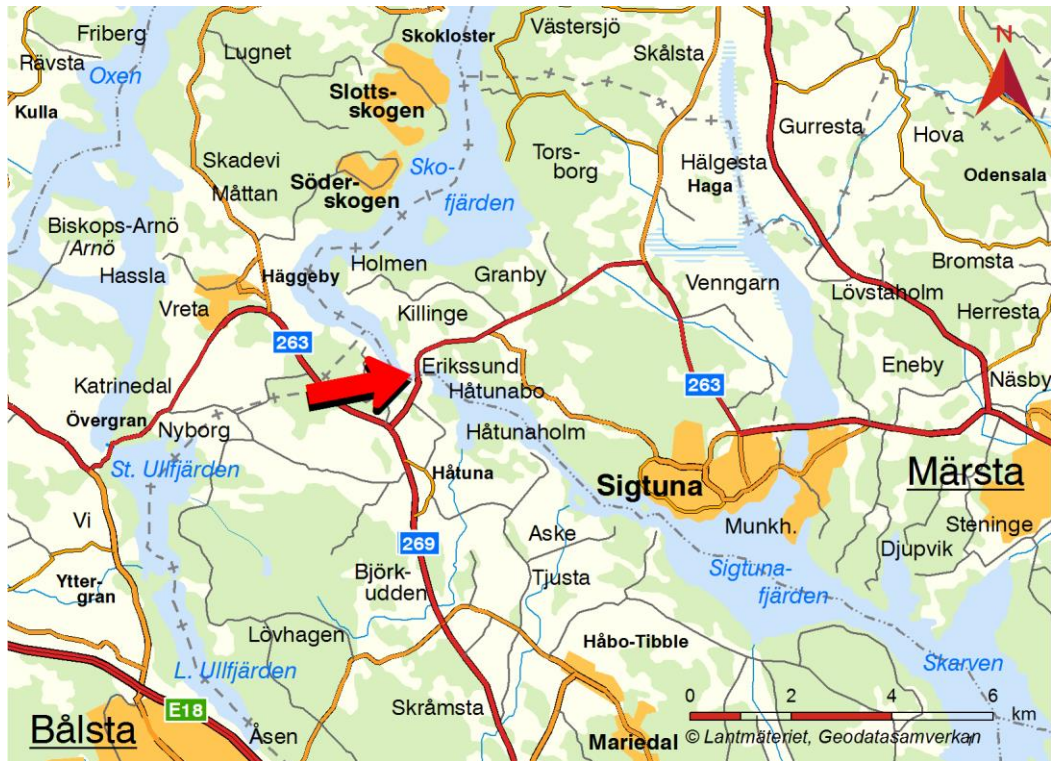 Friberg
Rävsta
Oxen
Kulla
Lugnet
Skokloster
Västersjö
Skålsta
N
Slotts-
skogen
Skadevi
Måttan
Söder-
skogen
Sko-
fjärden
Tors-
borg
Hälgesta
Haga
Gurresta
Hova
Odensala
Biskops-Arnö
Arnö
Hassla
Häggeby
Holmen
Granby
Venngarn
Bromsta
Lövstaholm
Herresta
Vreta
Killinge
263
Erikssund
Håtunabo
263
Eneby
Näsby
Katrinedal
Övergran
Nyborg
Håtunaholm
St. Ullfjärden
Håtuna
Sigtuna
Märsta
Vi
269
Aske
Munkh.
Steninge
Djupvik
Ytter-
gran
Björk-
udden
Tjusta
Sigtuna-
fjärden
Lövhagen
Håbo-Tibble
L. Ullfjärden
Skarven
E18
Skråmsta
0 2 4 6
km
Bålsta
Åsen
Mariedal
© Lantmäteriet, Geodatasamverkan